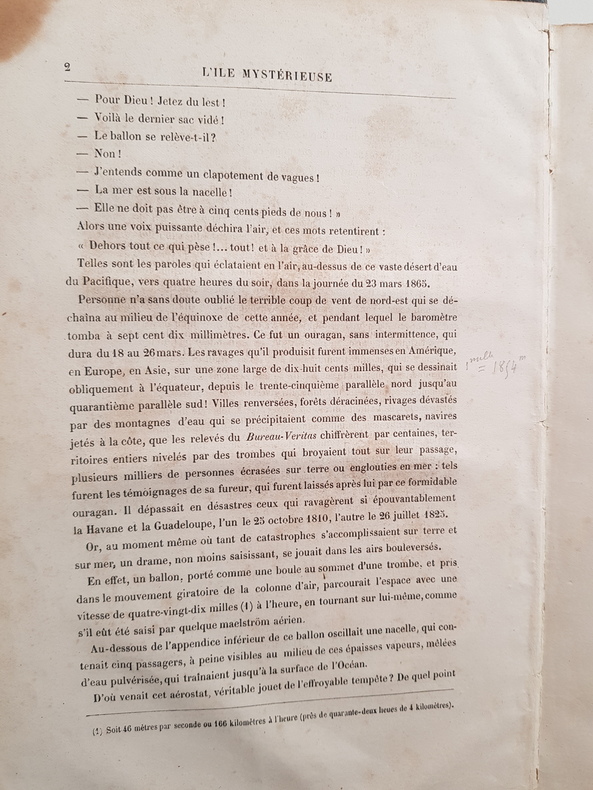 2
L'ILE MYSTÉRIEUSE
— Pour Dieu ! Jetez du lest !
— Voilà le dernier sac vidé !
— Le ballon se relève-t-il ?
— Non !
— J'entends comme un clapotement de vagues !
— La mer est sous la nacelle !
— Elle ne doit pas être à cinq cents pieds de nous ! »
Alors une voix puissante déchira l'air, et ces mots retentirent :
« Dehors tout ce qui pèse !... tout ! et à la grâce de Dieu ! »
Telles sont les paroles qui éclataient en l'air, au-dessus de ce vaste désert d'eau
du Pacifique, vers quatre heures du soir, dans la journée du 23 mars 1865.
Personne n'a sans doute oublié le terrible coup de vent de nord-est qui se dé-
chaîna au milieu de l'équinoxe de cette année, et pendant lequel le baromètre
tomba à sept cent dix millimètres. Ce fut un ouragan, sans intermittence, qui
dura du 18 au 26 mars. Les ravages qu'il produisit furent immenses en Amérique,
en Europe, en Asie, sur une zone large de dix-huit cents milles, qui se dessinait
obliquement à l'équateur, depuis le trente-cinquième parallèle nord jusqu'au
quarantième parallèle sud ! Villes renversées, forêts déracinées, rivages dévastés
par des montagnes d'eau qui se précipitaient comme des mascarets, navires
jetés à la côte, que les relevés du Bureau-Veritas chiffrèrent par centaines, ter-
ritoires entiers nivelés par des trombes qui broyaient tout sur leur passage,
plusieurs milliers de personnes écrasées sur terre ou englouties en mer : tels
furent les témoignages de sa fureur, qui furent laissés après lui par ce formidable
ouragan. Il dépassait en désastres ceux qui ravagèrent si épouvantablement
la Havane et la Guadeloupe, l'un le 25 octobre 1810, l'autre le 26 juillet 1825.
Or, au moment même où tant de catastrophes s'accomplissaient sur terre et
sur mer, un drame, non moins saisissant, se jouait dans les airs bouleversés.
En effet, un ballon, porté comme une boule au sommet d'une trombe, et pris
dans le mouvement giratoire de la colonne d'air, parcourait l'espace avec une
vitesse de quatre-vingt-dix milles (1) à l'heure, en tournant sur lui-même, comme
s'il eût été saisi par quelque maelström aérien.
Au-dessous de l'appendice inférieur de ce ballon oscillait une nacelle, qui con-
tenait cinq passagers, à peine visibles au milieu de ces épaisses vapeurs, mêlées
d'eau pulvérisée, qui traînaient jusqu'à la surface de l'Océan.
D'où venait cet aérostat, véritable jouet de l'effroyable tempête ? De quel point
(1) Soit 46 mètres par seconde ou 166 kilomètres à l'heure (près de quarante-deux lieues de 4 kilomètres).
1 mille
= 1854 m